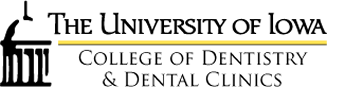 THE UNIVERSITY OF IOWA
COLLEGE OF DENTISTRY
& DENTAL CLINICS